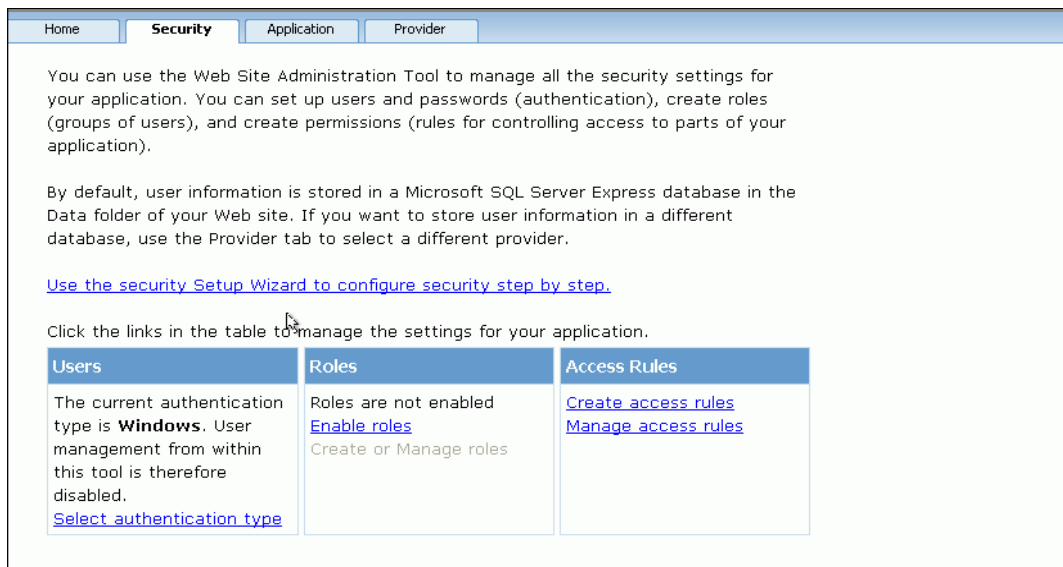 Home Security Application Provider
You can use the Web Site Administration Tool to manage all the security settings for
your application. You can set up users and passwords (authentication), create roles
(groups of users), and create permissions (rules for controlling access to parts of your
application).
By default, user information is stored in a Microsoft SQL Server Express database in the
Data folder of your Web site. If you want to store user information in a different
database, use the Provider tab to select a different provider.
Use the security Setup Wizard to configure security step by step.
Click the links in the table to manage the settings for your application.
Users
The current authentication
type is Windows. User
management from within
this tool is therefore
disabled.
Select authentication type
Roles
Roles are not enabled
Enable roles
Create or Manage roles
Access Rules
Create access rules
Manage access rules